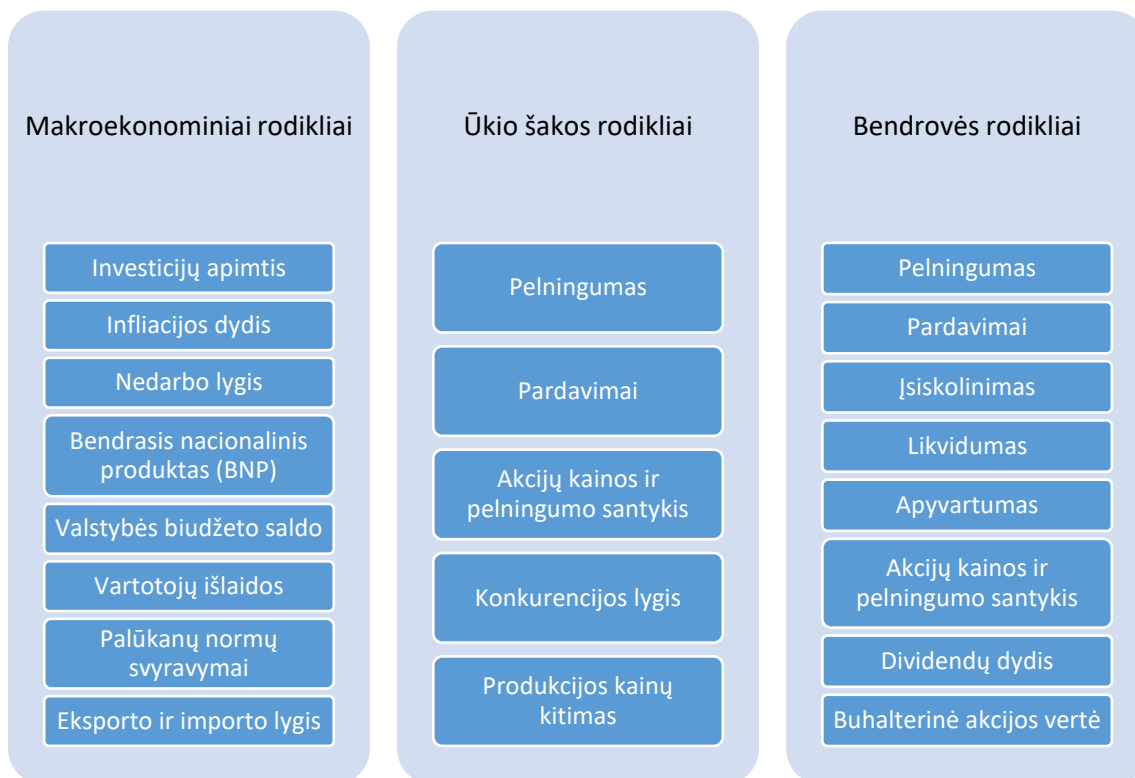 Makroekonominiai rodikliai
Investicijų apimtis
Infliacijos dydis
Nedarbo lygis
Bendrasis nacionalinis
produktas (BNP)
Valstybės biudžeto saldo
Vartotojų išlaidos
Palūkanų normų
svyravymai
Eksporto ir importo lygis
Ūkio šakos rodikliai
Pelningumas
Pardavimai
Akcijų kainos ir
pelningumo santykis
Konkurencijos lygis
Produkcijos kainų
kitimas
Bendrovės rodikliai
Pelningumas
Pardavimai
Įsiskolinimas
Likvidumas
Apyvartumas
Akcijų kainos ir
pelningumo santykis
Dividendų dydis
Buhalterinė akcijos vertė